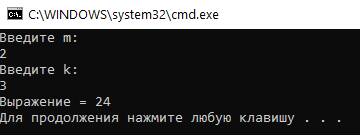 C:\WINDOWS\system32\cmd.exe
Введите m:
2
Введите k:
3
Выражение = 24
Для продолжения нажмите любую клавишу . . .